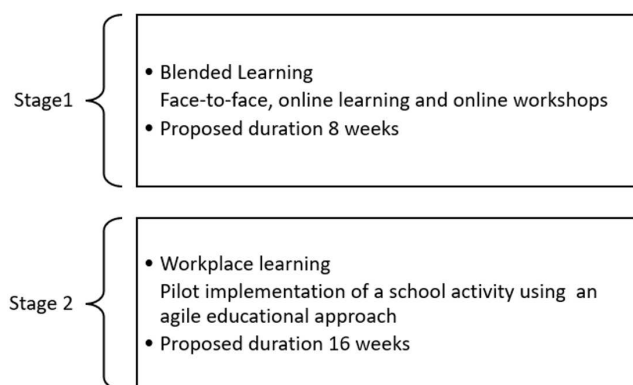 Stage1
• Blended Learning
Face-to-face, online learning and online workshops
• Proposed duration 8 weeks
Stage 2
• Workplace learning
Pilot implementation of a school activity using an
agile educational approach
• Proposed duration 16 weeks